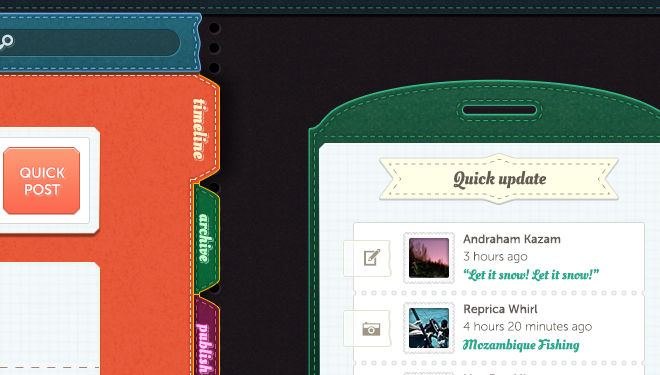 timeline
QUICK
POST
archive
publish
Quick update
Andraham Kazam
3 hours ago
“Let it snow! Let it snow!”
Reprica Whirl
4 hours 20 minutes ago
Mozambique Fishing